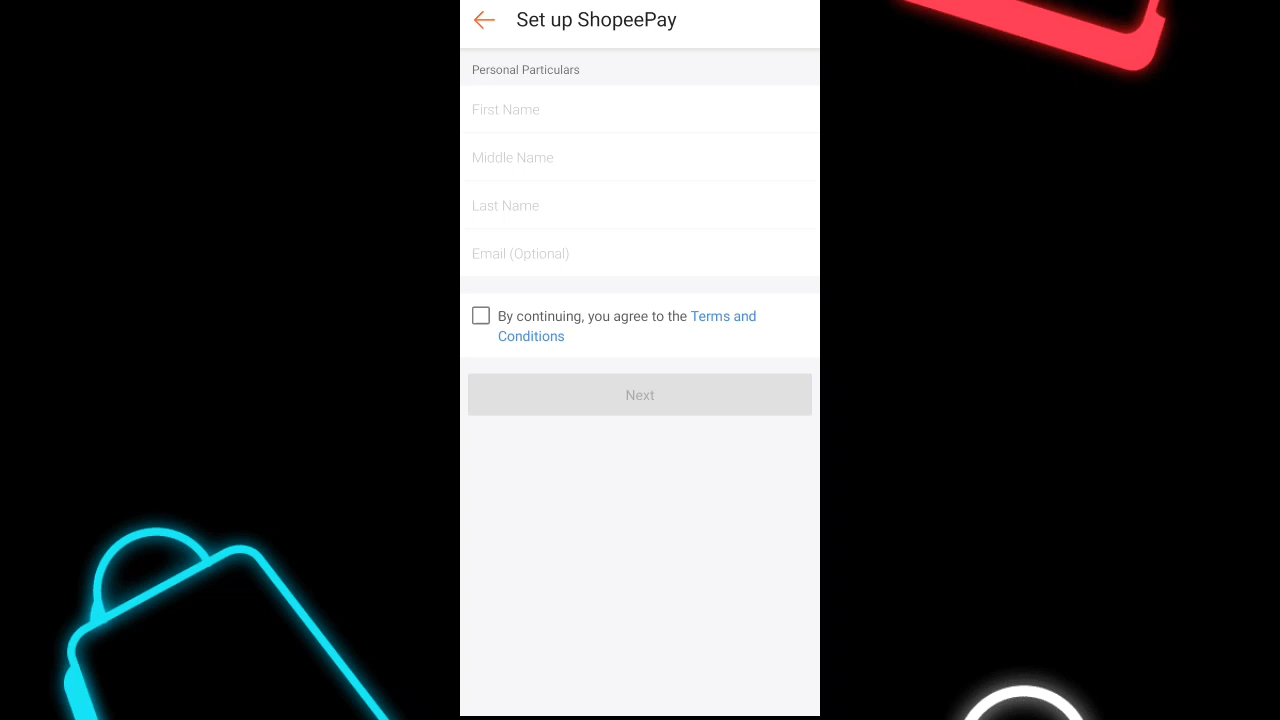 Set up ShopeePay
Personal Particulars
First Name
Middle Name
Last Name
Email (Optional)
By continuing, you agree to the Terms and
Conditions
Next